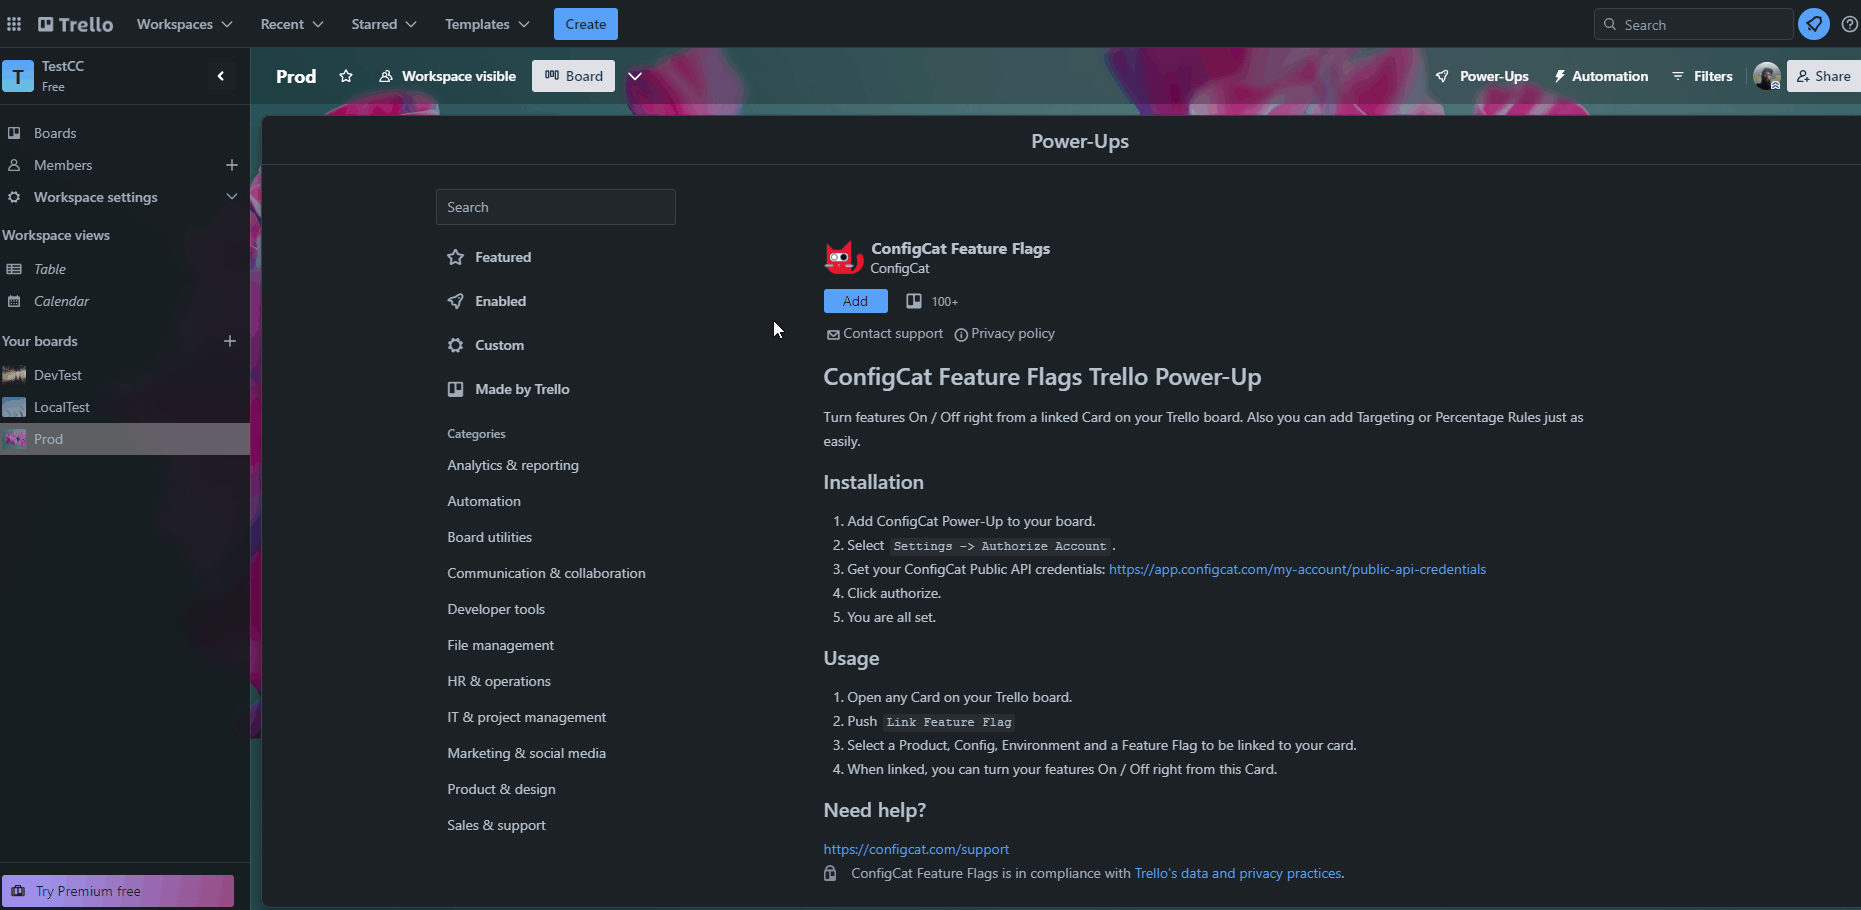 Trello
Workspaces
Recent
Starred
Templates
Create
Search
T
TestCC
Free
Prod
Workspace visible
Board
Power-Ups
Automation
Filters
Share
Boards
Members
Workspace settings
Workspace views
Table
Calendar
Your boards
DevTest
LocalTest
Prod
Try Premium free
Power-Ups
Search
Featured
Enabled
Custom
Made by Trello
Categories
Analytics & reporting
Automation
Board utilities
Communication & collaboration
Developer tools
File management
HR & operations
IT & project management
Marketing & social media
Product & design
Sales & support
ConfigCat Feature Flags
ConfigCat
Add
100+
Contact support
Privacy policy
ConfigCat Feature Flags Trello Power-Up
Turn features On / Off right from a linked Card on your Trello board. Also you can add Targeting or Percentage Rules just as
easily.
Installation
1. Add ConfigCat Power-Up to your board.
2. Select Settings -> Authorize Account.
3. Get your ConfigCat Public API credentials: https://app.configcat.com/my-account/public-api-credentials
4. Click authorize.
5. You are all set.
Usage
1. Open any Card on your Trello board.
2. Push Link Feature Flag
3. Select a Product, Config, Environment and a Feature Flag to be linked to your card.
4. When linked, you can turn your features On / Off right from this Card.
Need help?
https://configcat.com/support
ConfigCat Feature Flags is in compliance with Trello's data and privacy practices.